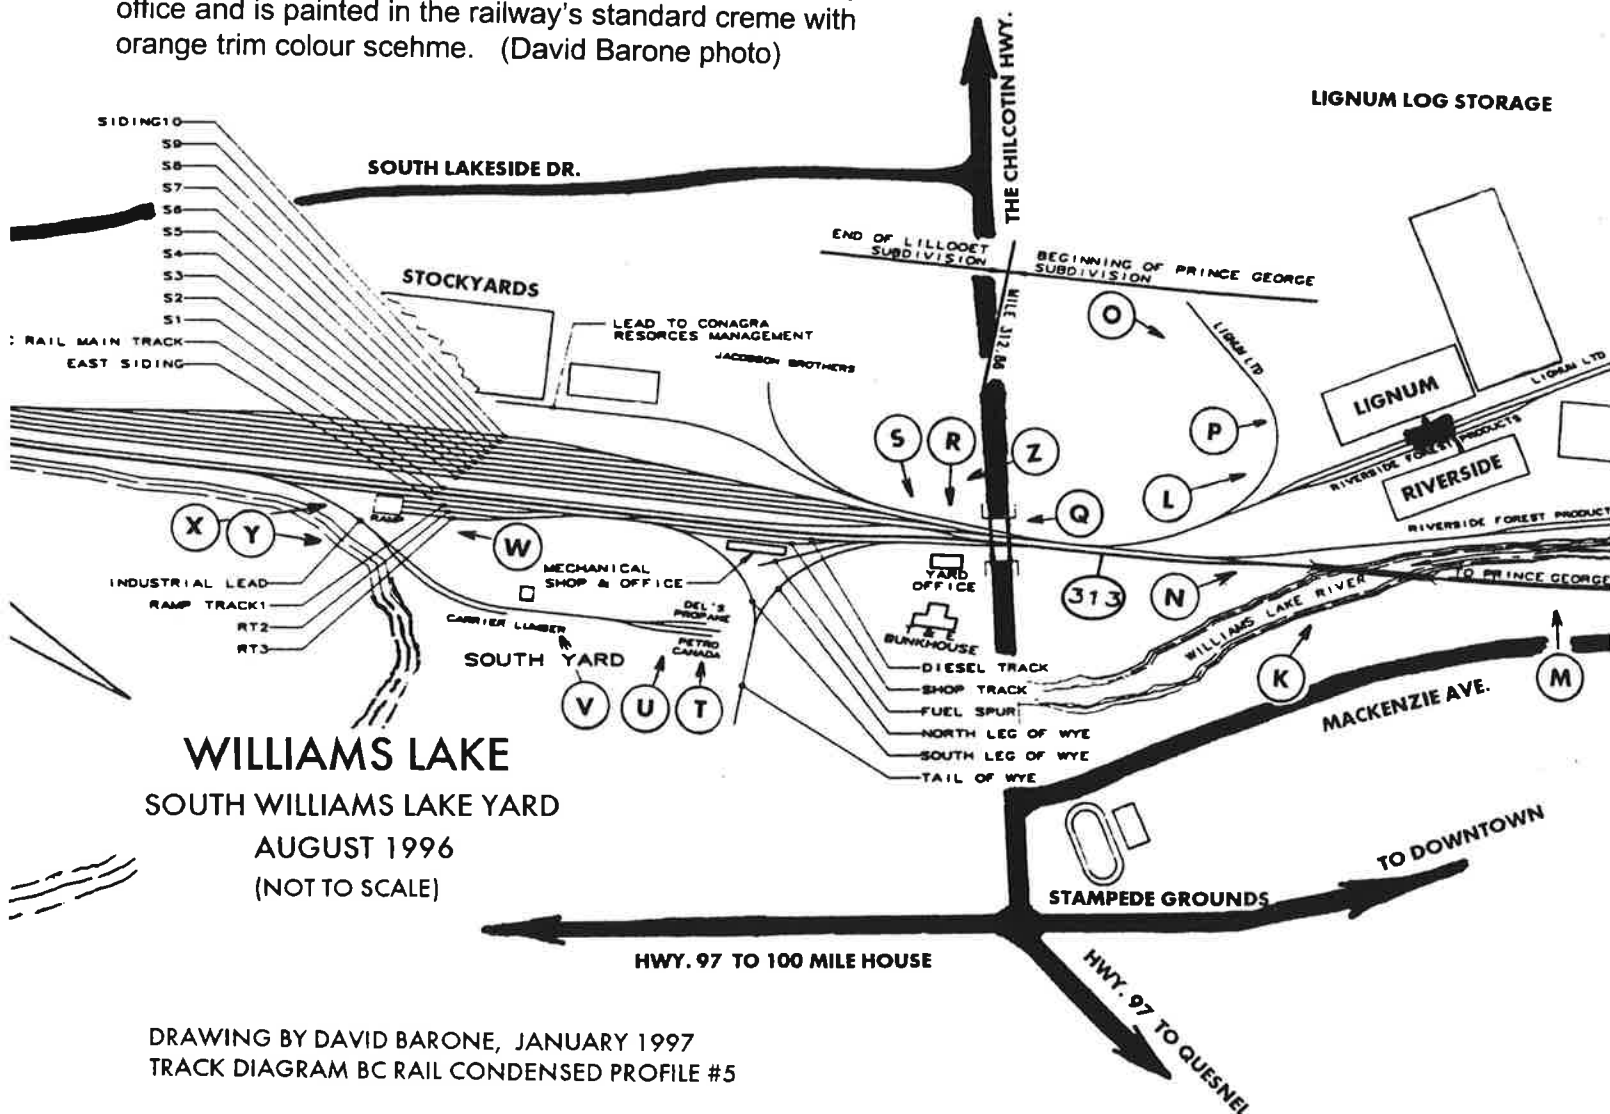 office and is painted in the railway's standard creme with
orange trim colour scehme. (David Barone photo)
THE CHILCOTIN HWY.
LIGNUM LOG STORAGE
SIDING10
S9
S8
S7
S6
S5
S4
S3
S2
S1
RAIL MAIN TRACK
EAST SIDING
SOUTH LAKESIDE DR.
STOCKYARDS
END OF LILLOOET
SUBDIVISION
BEGINNING OF PRINCE GEORGE
SUBDIVISION
MILE 312.88
LEAD TO CONAGRA
RESORCES MANAGEMENT
JACOBSON BROTHERS
O
LIGNUM LTD
P
L
LIGNUM
LIGNUM LTD
RIVERSIDE FOREST PRODUCTS
RIVERSIDE
RIVERSIDE FOREST PRODUCT
S
R
Z
Q
X
Y
RAMP
W
MECHANICAL
SHOP & OFFICE
YARD
OFFICE
313
N
TO PRINCE GEORGE
WILLIAMS LAKE RIVER
INDUSTRIAL LEAD
RAMP TRACK1
RT2
RT3
CARRIER LUMBER
DEL'S
PROPANE
PETRO
CANADA
SOUTH YARD
T & E
BUNKHOUSE
V
U
T
K
M
DIESEL TRACK
SHOP TRACK
FUEL SPUR
NORTH LEG OF WYE
SOUTH LEG OF WYE
TAIL OF WYE
MACKENZIE AVE.
WILLIAMS LAKE
SOUTH WILLIAMS LAKE YARD
AUGUST 1996
(NOT TO SCALE)
STAMPEDE GROUNDS
TO DOWNTOWN
HWY. 97 TO 100 MILE HOUSE
HWY. 97 TO QUESNEL
DRAWING BY DAVID BARONE, JANUARY 1997
TRACK DIAGRAM BC RAIL CONDENSED PROFILE #5